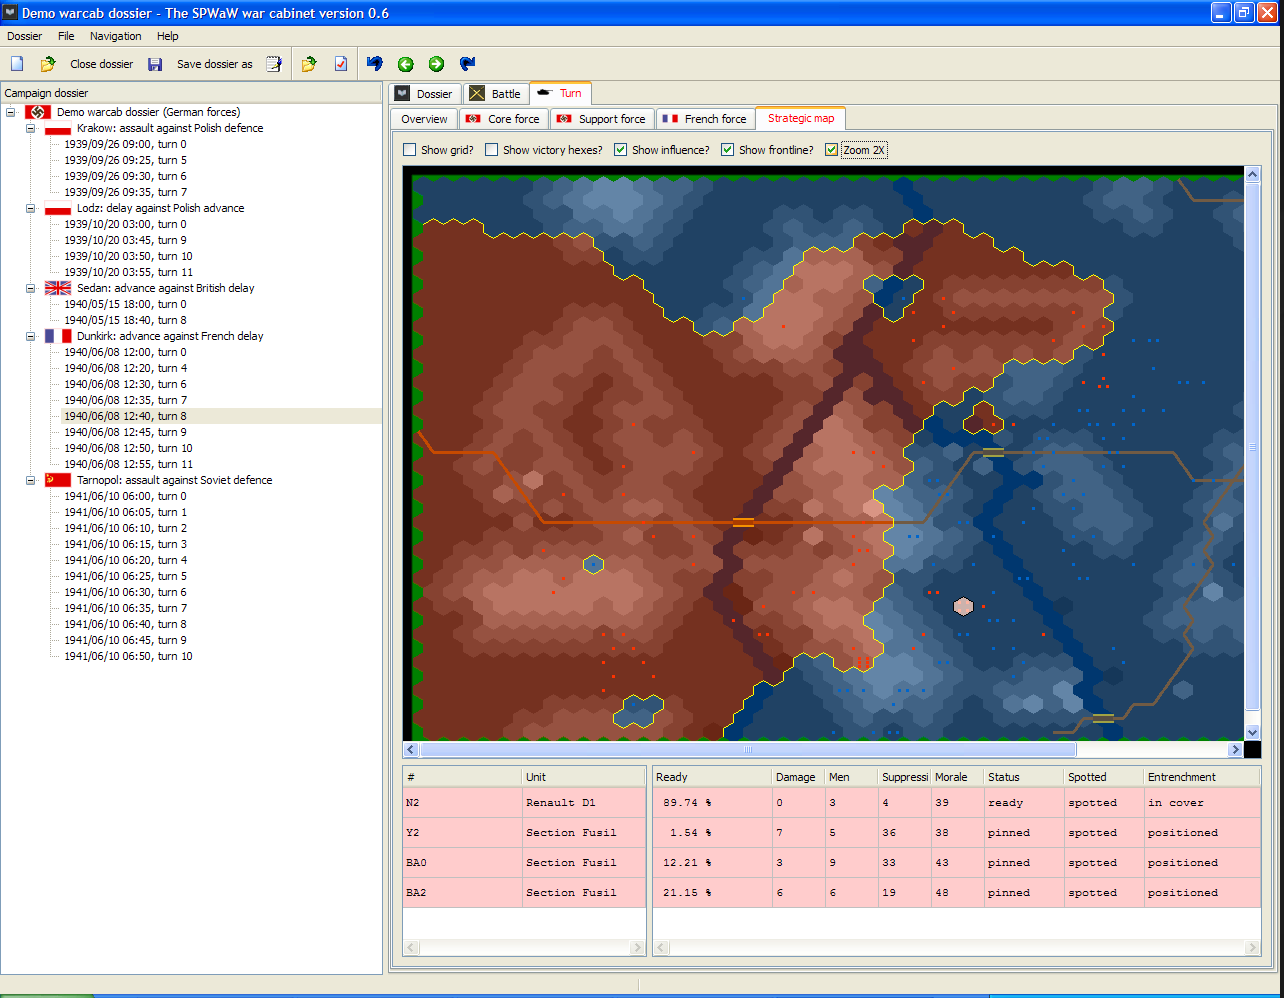 Demo warcab dossier - The SPWaW war cabinet version 0.6
Dossier File Navigation Help
Close dossier Save dossier as
Campaign dossier
Demo warcab dossier (German forces)
Krakow: assault against Polish defence
1939/09/26 09:00, turn 0
1939/09/26 09:25, turn 5
1939/09/26 09:30, turn 6
1939/09/26 09:35, turn 7
Lodz: delay against Polish advance
1939/10/20 03:00, turn 0
1939/10/20 03:45, turn 9
1939/10/20 03:50, turn 10
1939/10/20 03:55, turn 11
Sedan: advance against British delay
1940/05/15 18:00, turn 0
1940/05/15 18:40, turn 8
Dunkirk: advance against French delay
1940/06/08 12:00, turn 0
1940/06/08 12:20, turn 4
1940/06/08 12:30, turn 6
1940/06/08 12:35, turn 7
1940/06/08 12:40, turn 8
1940/06/08 12:45, turn 9
1940/06/08 12:50, turn 10
1940/06/08 12:55, turn 11
Tarnopol: assault against Soviet defence
1941/06/10 06:00, turn 0
1941/06/10 06:05, turn 1
1941/06/10 06:10, turn 2
1941/06/10 06:15, turn 3
1941/06/10 06:20, turn 4
1941/06/10 06:25, turn 5
1941/06/10 06:30, turn 6
1941/06/10 06:35, turn 7
1941/06/10 06:40, turn 8
1941/06/10 06:45, turn 9
1941/06/10 06:50, turn 10
Dossier Battle Turn
Overview Core force Support force French force Strategic map
Show grid? Show victory hexes? Show influence? Show frontline? Zoom 2X
# Unit Ready Damage Men Suppressi Morale Status Spotted Entrenchment
N2 Renault D1 89.74 % 0 3 4 39 ready spotted in cover
Y2 Section Fusil 1.54 % 7 5 36 38 pinned spotted positioned
BA0 Section Fusil 12.21 % 3 9 33 43 pinned spotted positioned
BA2 Section Fusil 21.15 % 6 6 19 48 pinned spotted positioned